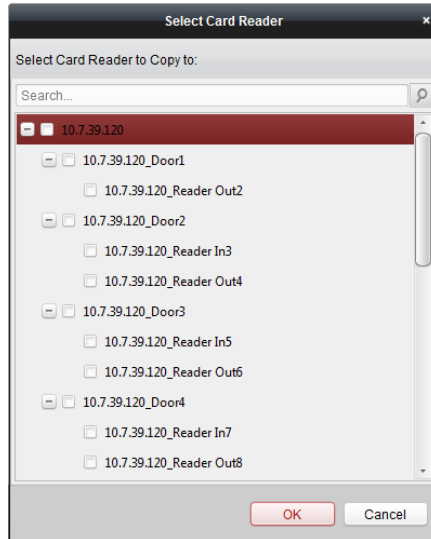 Select Card Reader
Select Card Reader to Copy to:
Search...
10.7.39.120
10.7.39.120_Door1
10.7.39.120_Reader Out2
10.7.39.120_Door2
10.7.39.120_Reader In3
10.7.39.120_Reader Out4
10.7.39.120_Door3
10.7.39.120_Reader In5
10.7.39.120_Reader Out6
10.7.39.120_Door4
10.7.39.120_Reader In7
10.7.39.120_Reader Out8
OK Cancel